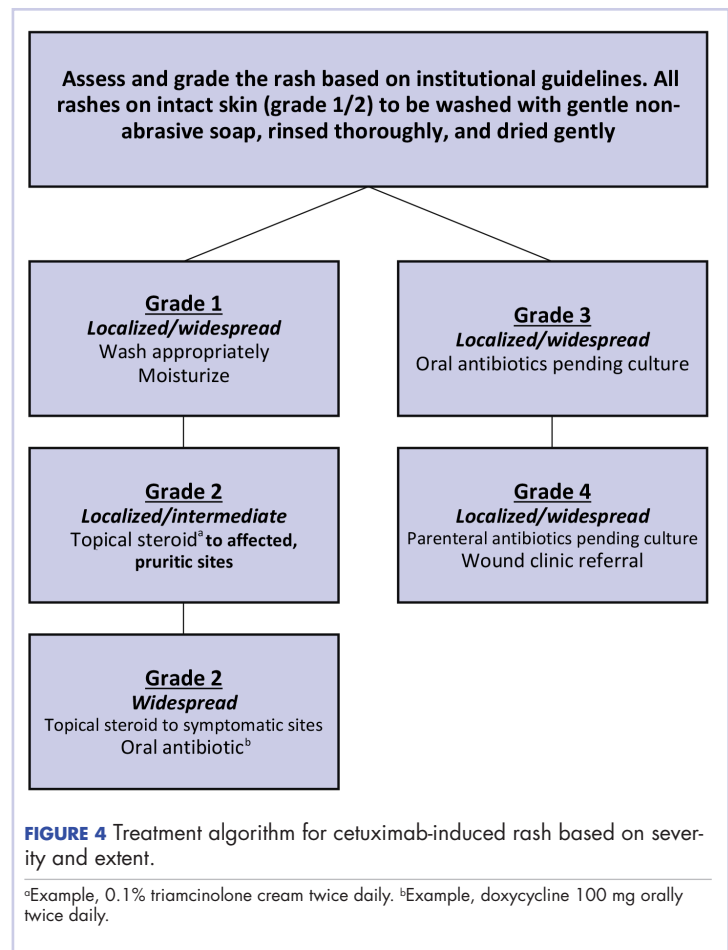 Assess and grade the rash based on institutional guidelines. All
rashes on intact skin (grade 1/2) to be washed with gentle non-
abrasive soap, rinsed thoroughly, and dried gently
Grade 1
Localized/widespread
Wash appropriately
Moisturize
Grade 2
Localized/intermediate
Topical steroidᵃ to affected,
pruritic sites
Grade 2
Widespread
Topical steroid to symptomatic sites
Oral antibioticᵇ
Grade 3
Localized/widespread
Oral antibiotics pending culture
Grade 4
Localized/widespread
Parenteral antibiotics pending culture
Wound clinic referral
FIGURE 4 Treatment algorithm for cetuximab-induced rash based on sever-
ity and extent.
ᵃExample, 0.1% triamcinolone cream twice daily. ᵇExample, doxycycline 100 mg orally
twice daily.